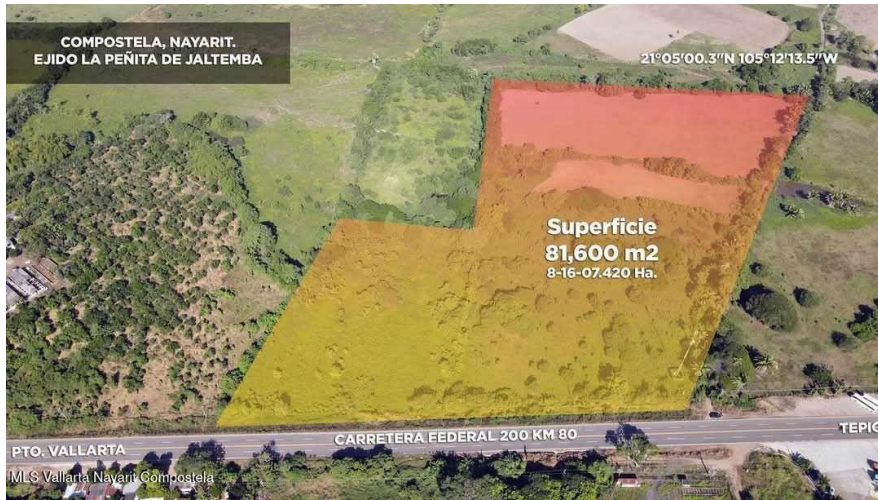 COMPOSTELA, NAYARIT.
EJIDO LA PEÑITA DE JALTEMBA
21°05'00.3"N 105°12'13.5"W
Superficie
81,600 m2
8-16-07.420 Ha.
CARRETERA FEDERAL 200 KM 80
PTO. VALLARTA
TEPIC
MLS Vallarta Nayarit Compostela